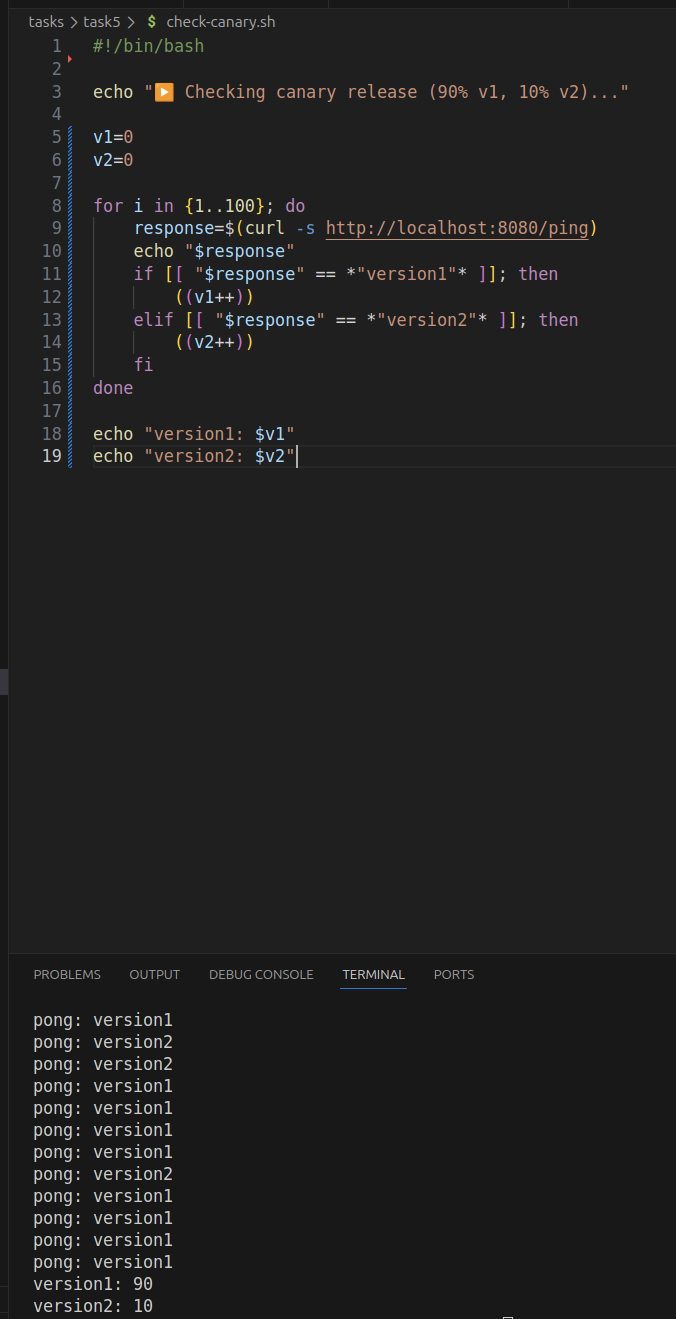 tasks > task5 > $ check-canary.sh
1 #!/bin/bash
2
3 echo "▶️ Checking canary release (90% v1, 10% v2)..."
4
5 v1=0
6 v2=0
7
8 for i in {1..100}; do
9     response=$(curl -s http://localhost:8080/ping)
10     echo "$response"
11     if [[ "$response" == *"version1"* ]]; then
12         ((v1++))
13     elif [[ "$response" == *"version2"* ]]; then
14         ((v2++))
15     fi
16 done
17
18 echo "version1: $v1"
19 echo "version2: $v2"
PROBLEMS OUTPUT DEBUG CONSOLE TERMINAL PORTS
pong: version1
pong: version2
pong: version2
pong: version1
pong: version1
pong: version1
pong: version1
pong: version2
pong: version1
pong: version1
pong: version1
pong: version1
version1: 90
version2: 10